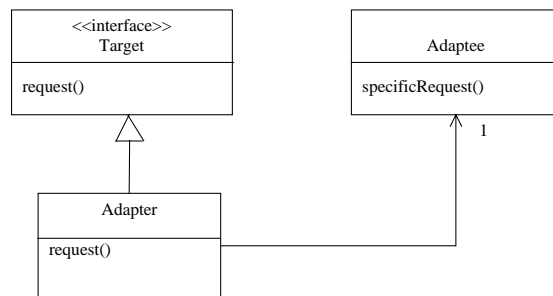 <<interface>>
Target
request()
Adaptee
specificRequest()
1
Adapter
request()